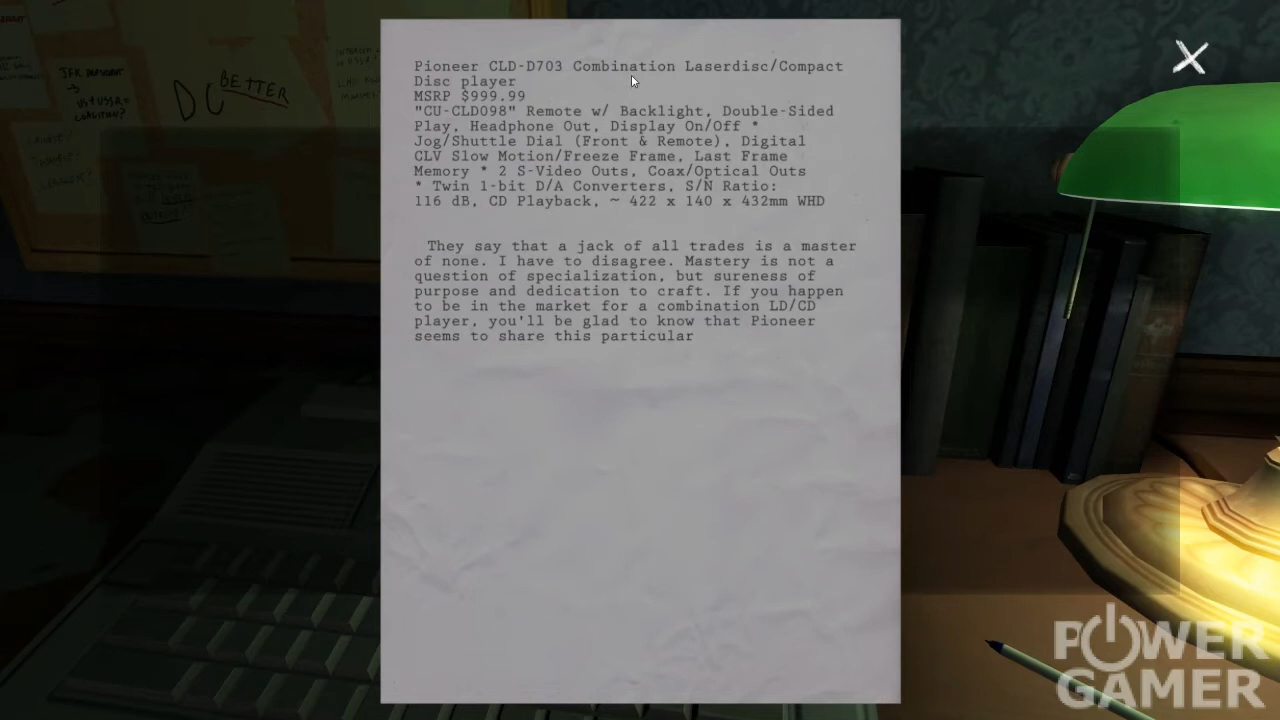 Pioneer CLD-D703 Combination Laserdisc/Compact
Disc player
MSRP $999.99
"CU-CLD098" Remote w/ Backlight, Double-Sided
Play, Headphone Out, Display On/Off *
Jog/Shuttle Dial (Front & Remote), Digital
CLV Slow Motion/Freeze Frame, Last Frame
Memory * 2 S-Video Outs, Coax/Optical Outs
* Twin 1-bit D/A Converters, S/N Ratio:
116 dB, CD Playback, ~ 422 x 140 x 432mm WHD
They say that a jack of all trades is a master
of none. I have to disagree. Mastery is not a
question of specialization, but sureness of
purpose and dedication to craft. If you happen
to be in the market for a combination LD/CD
player, you'll be glad to know that Pioneer
seems to share this particular
JFK PRESIDENT
US+USSR=
COALITION?
DC BETTER
POWER
GAMER